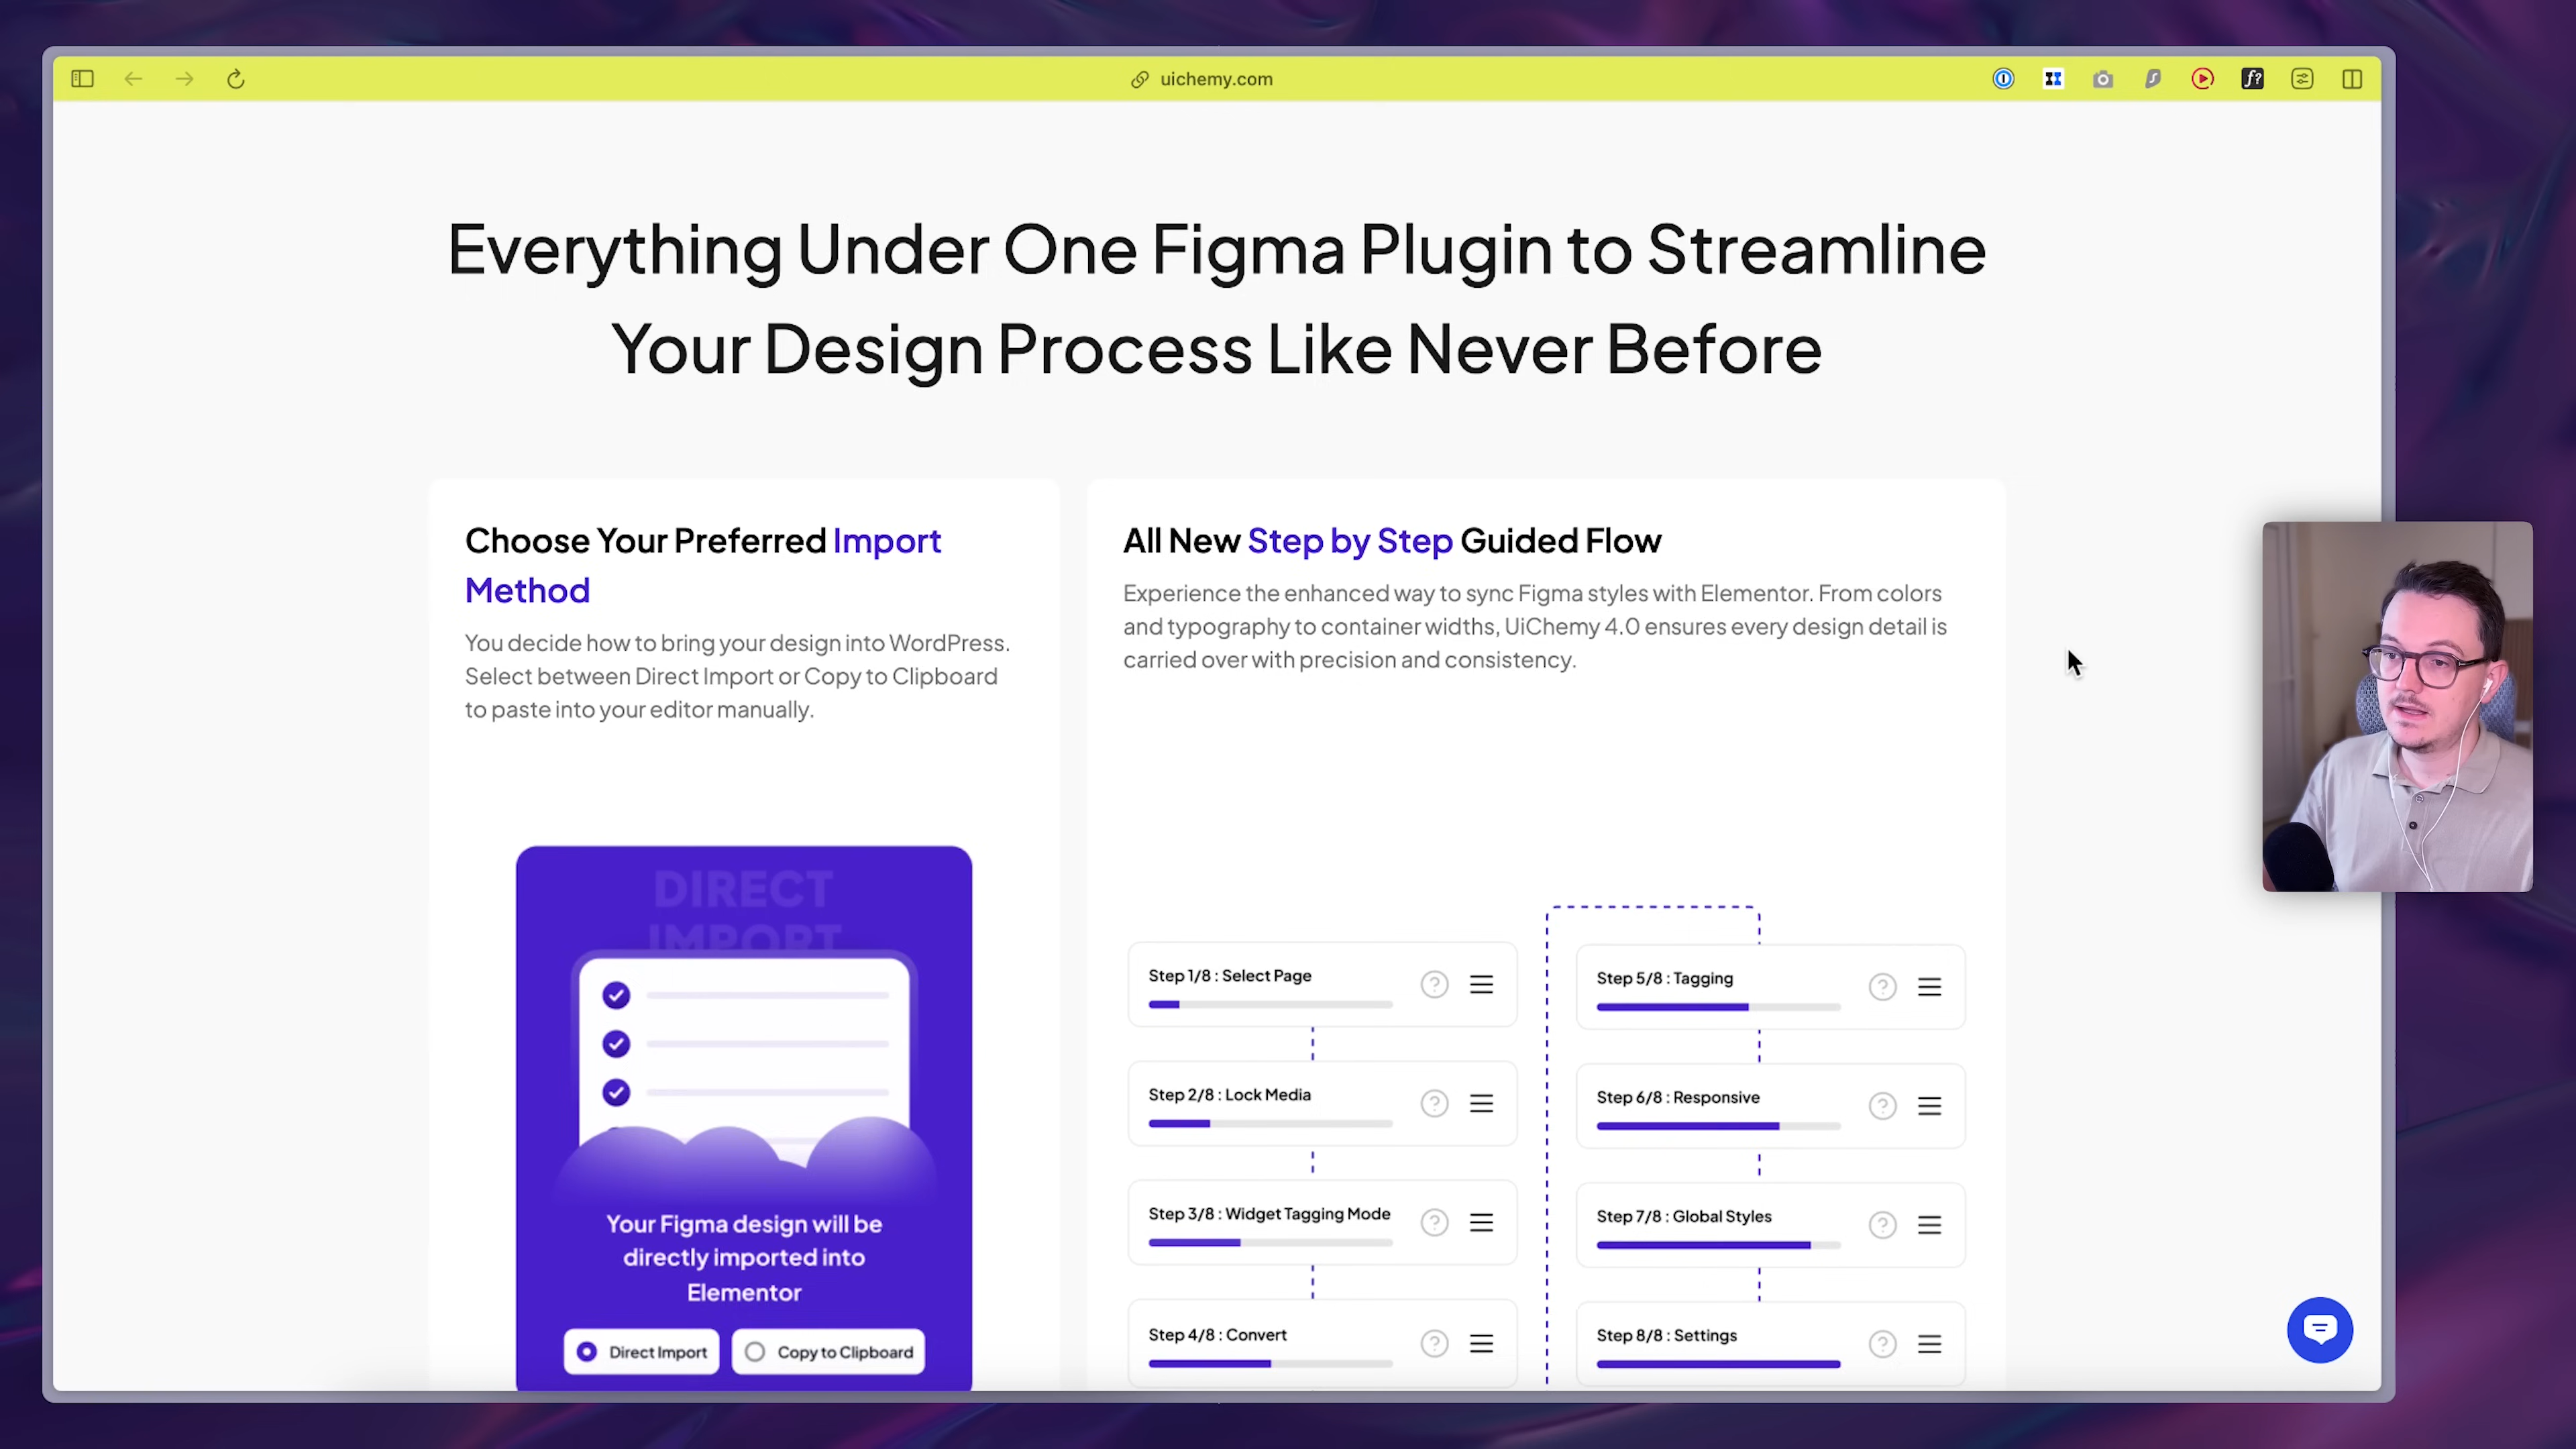 uichemy.com
Everything Under One Figma Plugin to Streamline
Your Design Process Like Never Before
Choose Your Preferred Import
Method
You decide how to bring your design into WordPress.
Select between Direct Import or Copy to Clipboard
to paste into your editor manually.
DIRECT
IMPORT
Your Figma design will be
directly imported into
Elementor
Direct Import
Copy to Clipboard
All New Step by Step Guided Flow
Experience the enhanced way to sync Figma styles with Elementor. From colors
and typography to container widths, UiChemy 4.0 ensures every design detail is
carried over with precision and consistency.
Step 1/8 : Select Page
Step 2/8 : Lock Media
Step 3/8 : Widget Tagging Mode
Step 4/8 : Convert
Step 5/8 : Tagging
Step 6/8 : Responsive
Step 7/8 : Global Styles
Step 8/8 : Settings